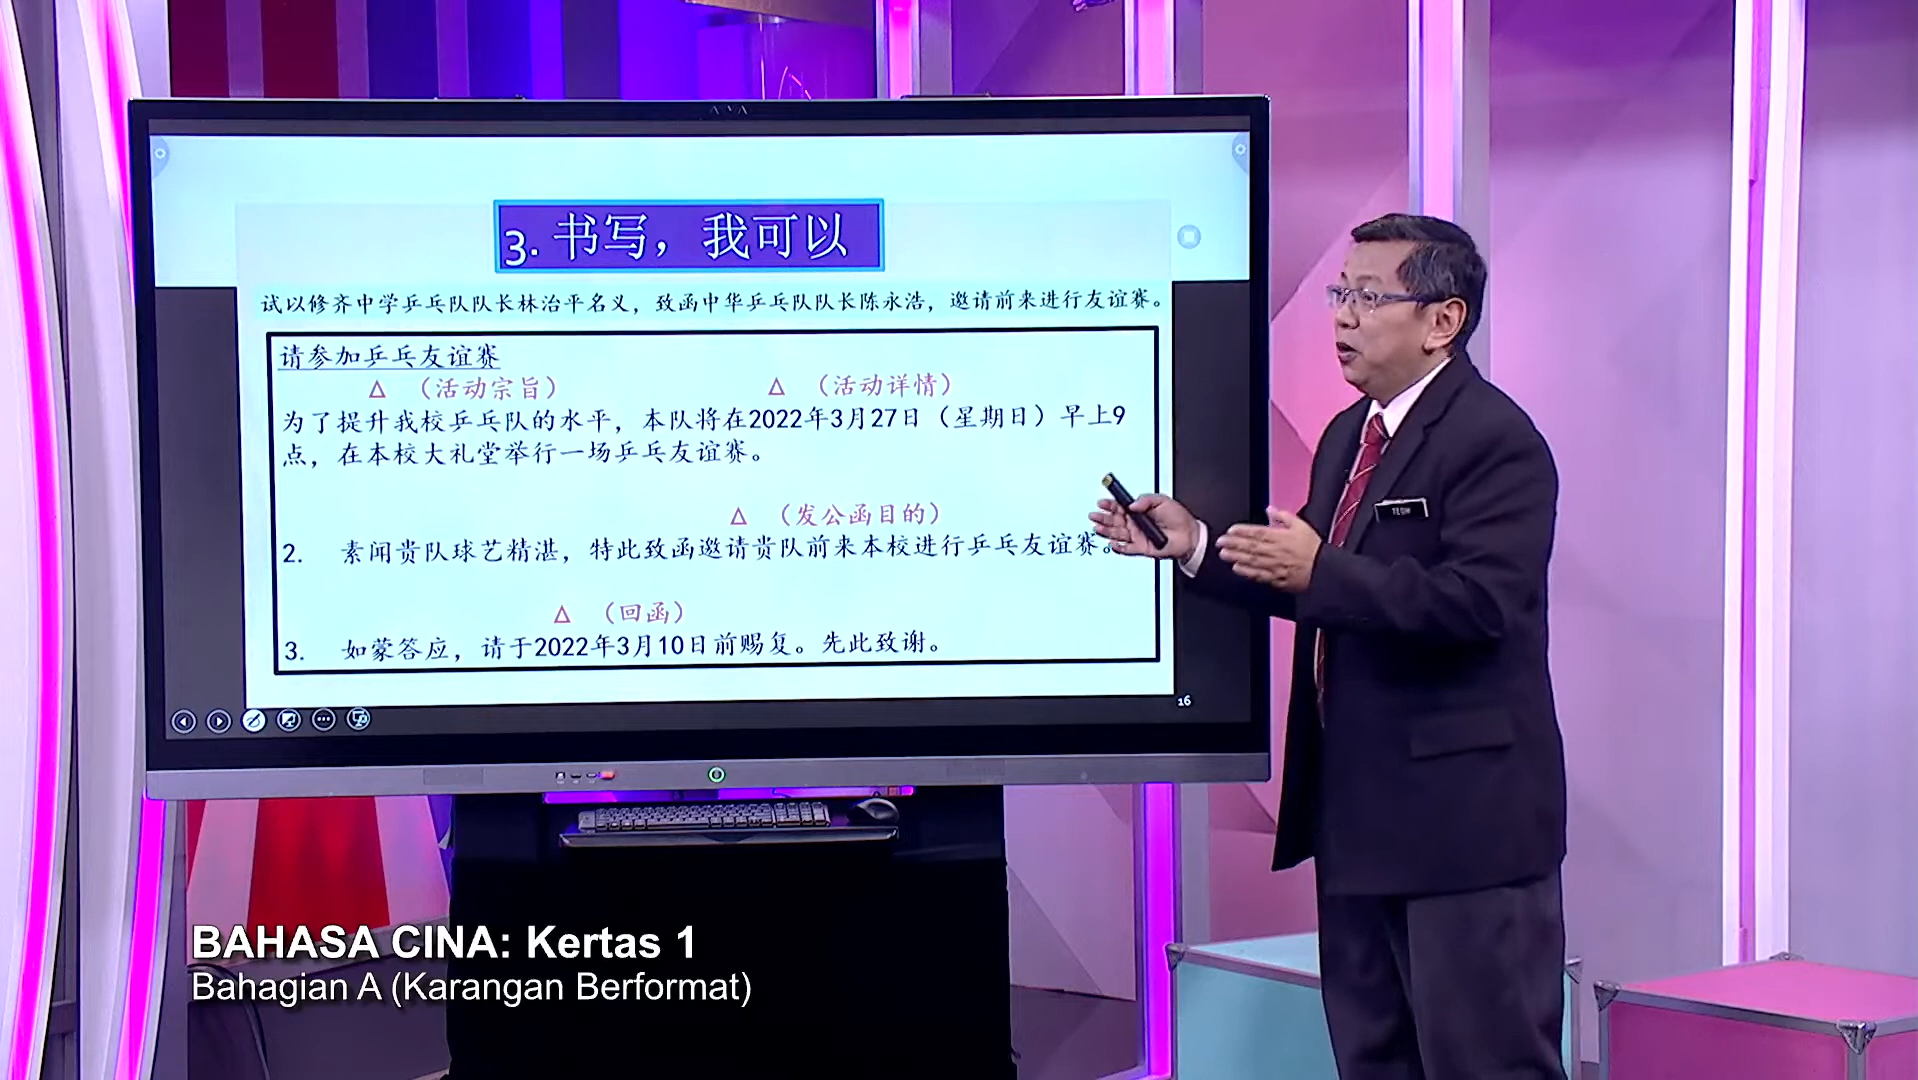 3. 书写，我可以
试以修齐中学乒乓队队长林治平名义，致函中华乒乓队队长陈永浩，邀请前来进行友谊赛。
请参加乒乓友谊赛
△ （活动宗旨） △ （活动详情）
为了提升我校乒乓队的水平，本队将在2022年3月27日（星期日）早上9
点，在本校大礼堂举行一场乒乓友谊赛。
△ （发公函目的）
2. 素闻贵队球艺精湛，特此致函邀请贵队前来本校进行乒乓友谊赛。
△ （回函）
3. 如蒙答应，请于2022年3月10日前赐复。先此致谢。
16
TEOH
BAHASA CINA: Kertas 1
Bahagian A (Karangan Berformat)